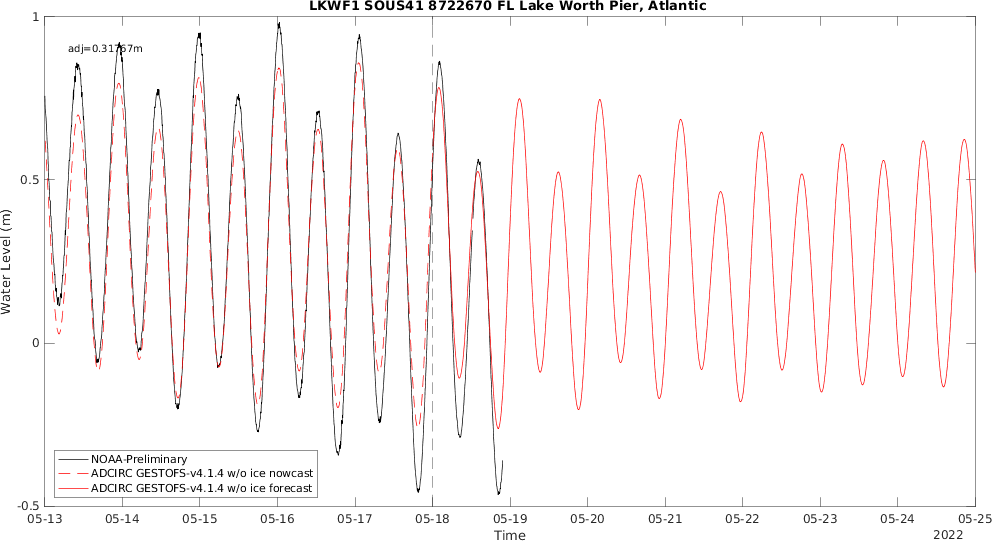 LKWF1 SOUS41 8722670 FL Lake Worth Pier, Atlantic
1
adj=0.31767m
0.5
Water Level (m)
0
NOAA-Preliminary
ADCIRC GESTOFS-v4.1.4 w/o ice nowcast
ADCIRC GESTOFS-v4.1.4 w/o ice forecast
-0.5
05-13 05-14 05-15 05-16 05-17 05-18 05-19 05-20 05-21 05-22 05-23 05-24 05-25
Time
2022